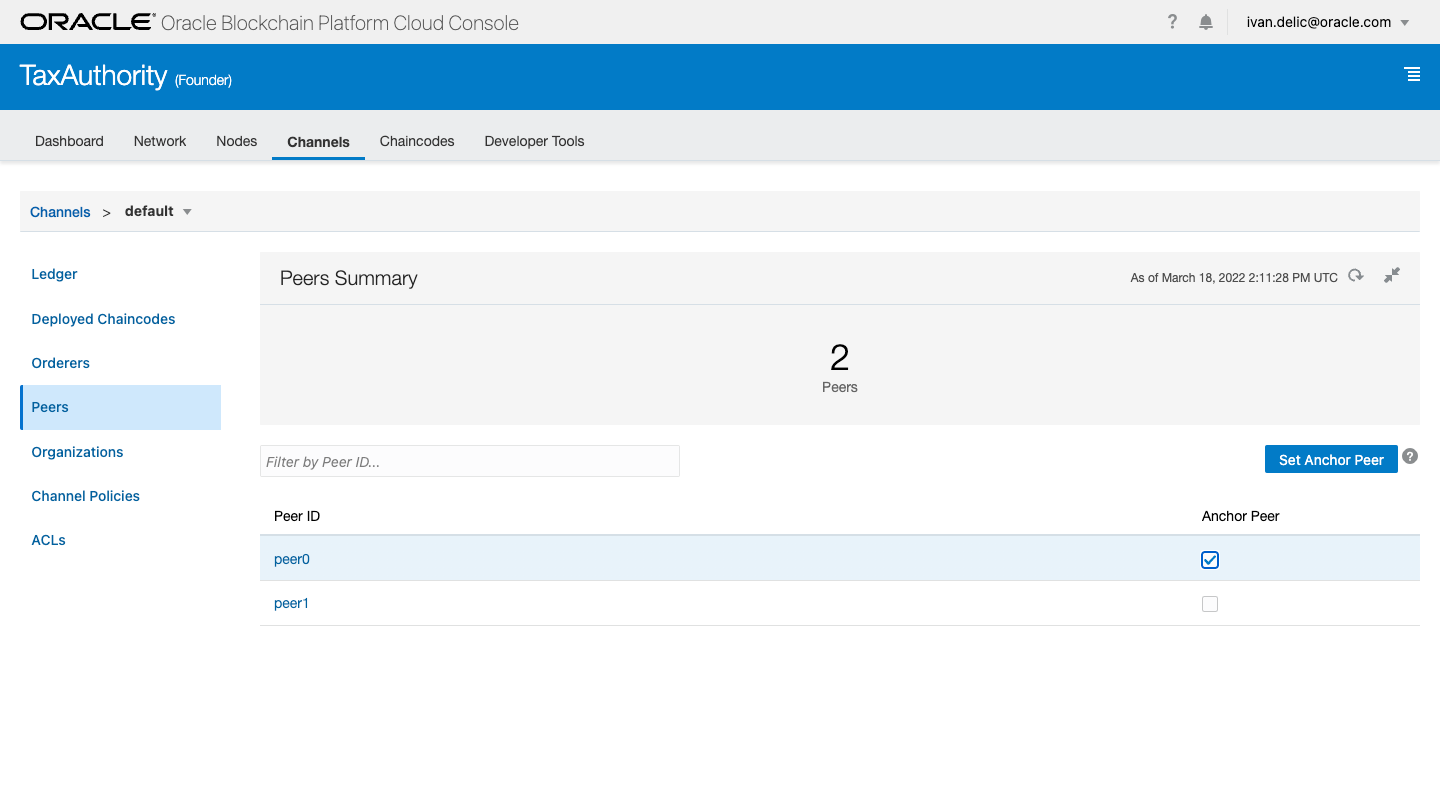 ORACLE® Oracle Blockchain Platform Cloud Console ? ivan.delic@oracle.com
TaxAuthority (Founder)
Dashboard Network Nodes Channels Chaincodes Developer Tools
Channels > default
Ledger
Deployed Chaincodes
Orderers
Peers
Organizations
Channel Policies
ACLs
Peers Summary As of March 18, 2022 2:11:28 PM UTC
2
Peers
Filter by Peer ID... Set Anchor Peer ?
Peer ID Anchor Peer
peer0
peer1